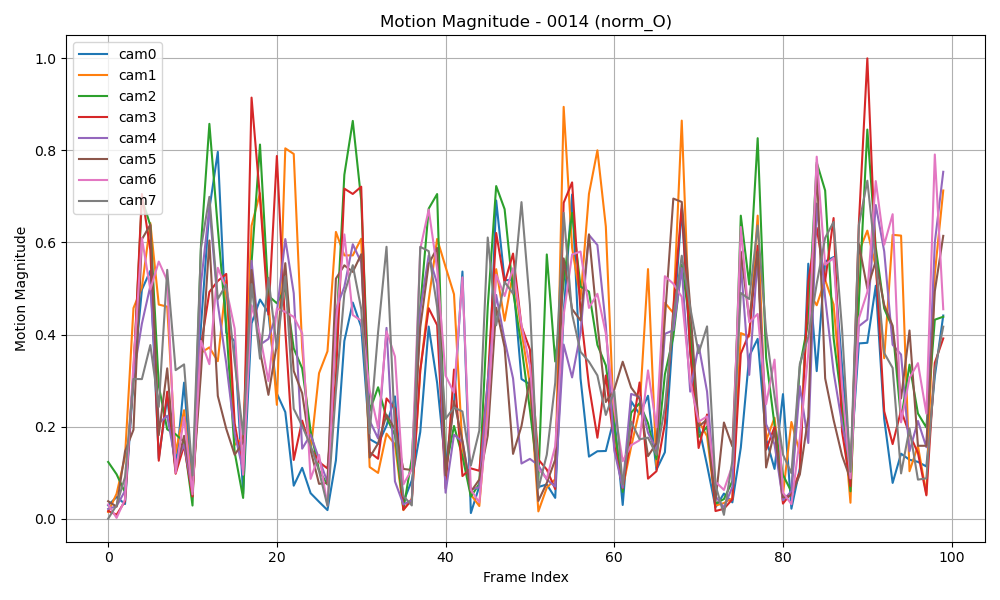 Motion Magnitude - 0014 (norm_O)
cam0
cam1
cam2
cam3
cam4
cam5
cam6
cam7
Motion Magnitude
1.0
0.8
0.6
0.4
0.2
0.0
0 20 40 60 80 100
Frame Index